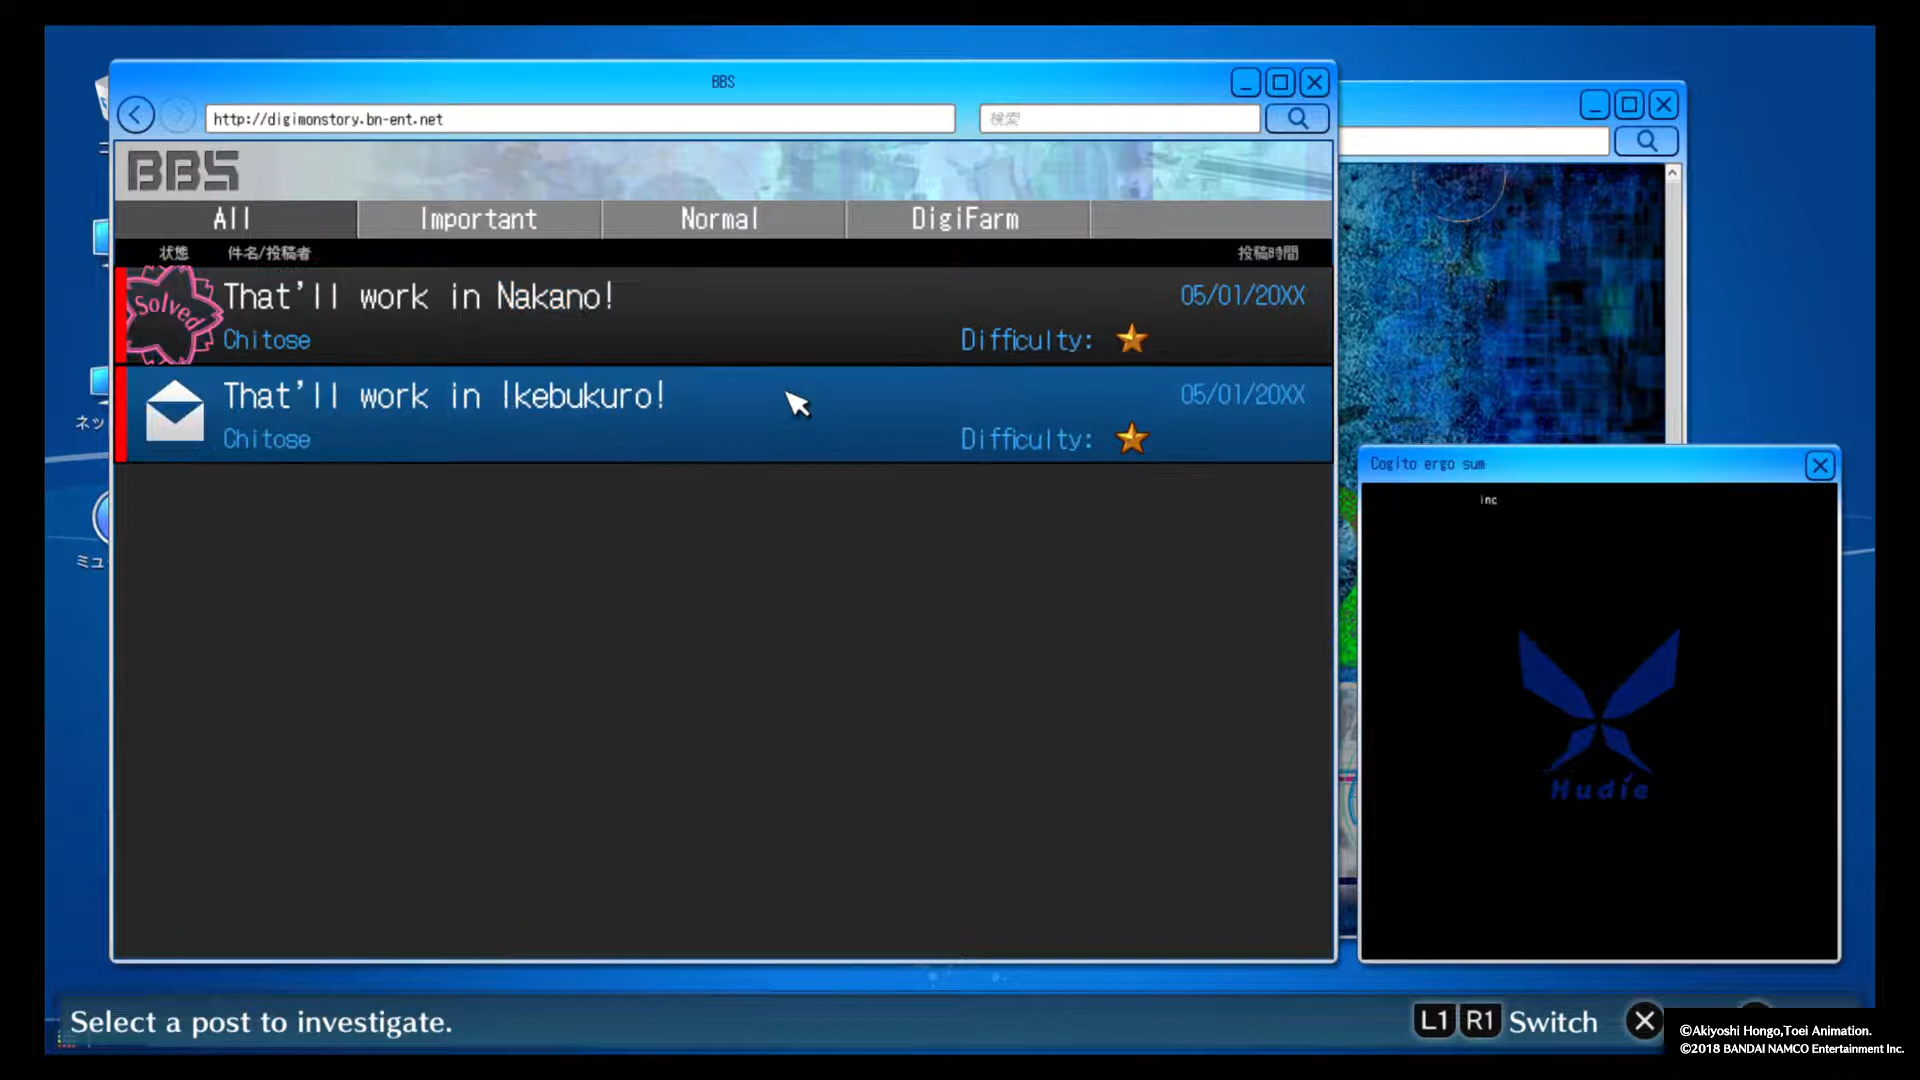 BBS
http://digimonstory.bn-ent.net
検索
BBS
All Important Normal DigiFarm
状態 件名/投稿者 投稿時間
Solved
That'll work in Nakano!
05/01/20XX
Chitose
Difficulty:
That'll work in Ikebukuro!
05/01/20XX
Chitose
Difficulty:
ネッ
ミュ
Cogito ergo sum
inc
Hudie
Select a post to investigate.
L1 R1 Switch
©Akiyoshi Hongo,Toei Animation.
©2018 BANDAI NAMCO Entertainment Inc.